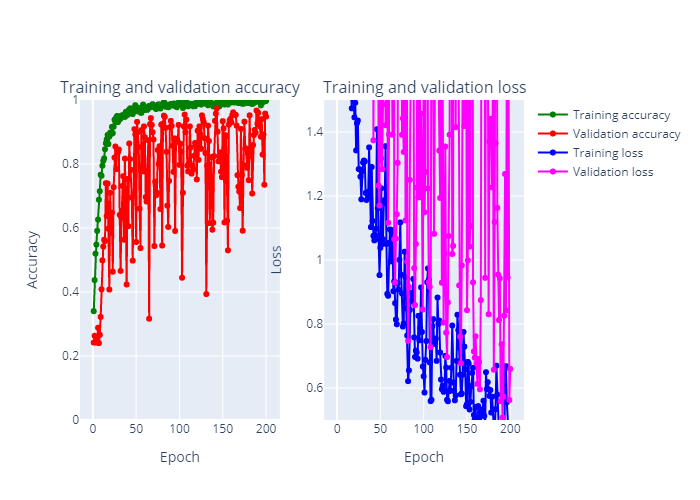 Training and validation accuracy
Training and validation loss
1
0.8
0.6
0.4
0.2
0
0
50
100
150
200
Epoch
Accuracy
1.4
1.2
1
0.8
0.6
0
50
100
150
200
Epoch
Loss
Training accuracy
Validation accuracy
Training loss
Validation loss